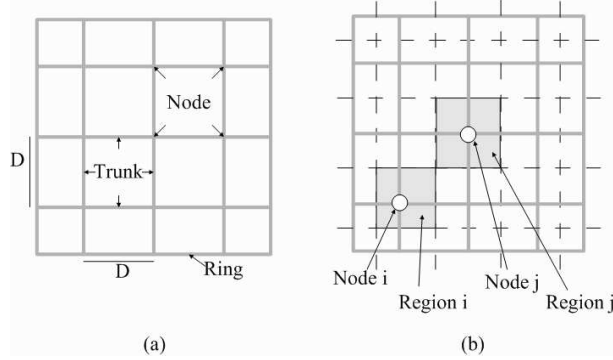 Node
D
Trunk
D
Ring
Node i
Region i
Node j
Region j
(a)
(b)